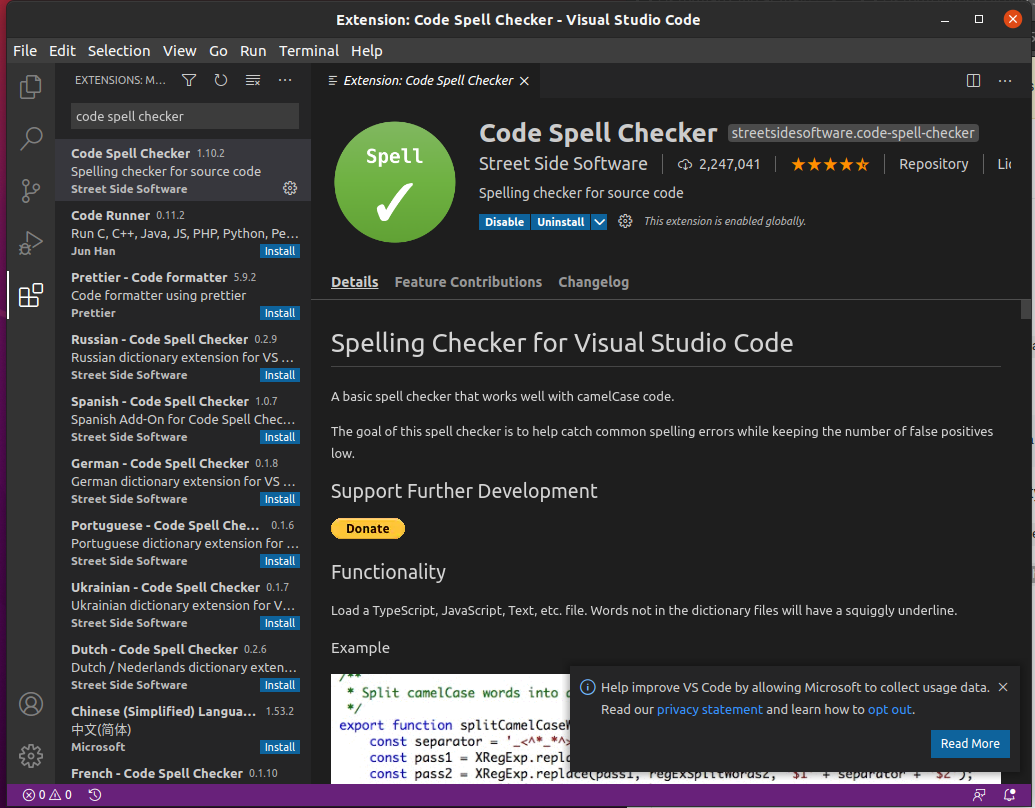 Extension: Code Spell Checker - Visual Studio Code
File Edit Selection View Go Run Terminal Help
EXTENSIONS: M...
code spell checker
Code Spell Checker 1.10.2
Spelling checker for source code
Street Side Software
Code Runner 0.11.2
Run C, C++, Java, JS, PHP, Python, Pe...
Jun Han Install
Prettier - Code formatter 5.9.2
Code formatter using prettier
Prettier Install
Russian - Code Spell Checker 0.2.9
Russian dictionary extension for VS ...
Street Side Software Install
Spanish - Code Spell Checker 1.0.7
Spanish Add-On for Code Spell Chec...
Street Side Software Install
German - Code Spell Checker 0.1.8
German dictionary extension for VS ...
Street Side Software Install
Portuguese - Code Spell Che... 0.1.6
Portuguese dictionary extension for ...
Street Side Software Install
Ukrainian - Code Spell Checker 0.1.7
Ukrainian dictionary extension for V...
Street Side Software Install
Dutch - Code Spell Checker 0.2.6
Dutch / Nederlands dictionary exten...
Street Side Software Install
Chinese (Simplified) Langua... 1.53.2
中文(简体)
Microsoft Install
French - Code Spell Checker 0.1.10
Extension: Code Spell Checker
Spell
Code Spell Checker streetsidesoftware.code-spell-checker
Street Side Software 2,247,041 Repository Lic
Spelling checker for source code
Disable Uninstall This extension is enabled globally.
Details Feature Contributions Changelog
Spelling Checker for Visual Studio Code
A basic spell checker that works well with camelCase code.
The goal of this spell checker is to help catch common spelling errors while keeping the number of false positives
low.
Support Further Development
Donate
Functionality
Load a TypeScript, JavaScript, Text, etc. file. Words not in the dictionary files will have a squiggly underline.
Example
/**
* Split camelCase words into
*/
export function splitCamelCaseW
const separator = '_<^*_*^>
const pass1 = XRegExp.repla
const pass2 = XRegExp.replace(pass1, regExSplitWords2, '$1' + separator + '$2');
Help improve VS Code by allowing Microsoft to collect usage data.
Read our privacy statement and learn how to opt out.
Read More
0 0